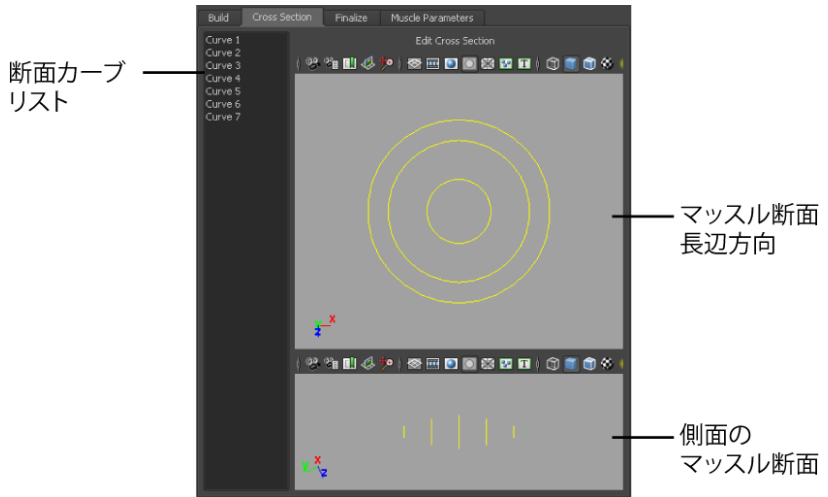 Build Cross Section Finalize Muscle Parameters
Curve 1
Curve 2
Curve 3
Curve 4
Curve 5
Curve 6
Curve 7
Edit Cross Section
断面カーブ
リスト
マッスル断面
長辺方向
X
Z
側面の
マッスル断面
X
Y
Z